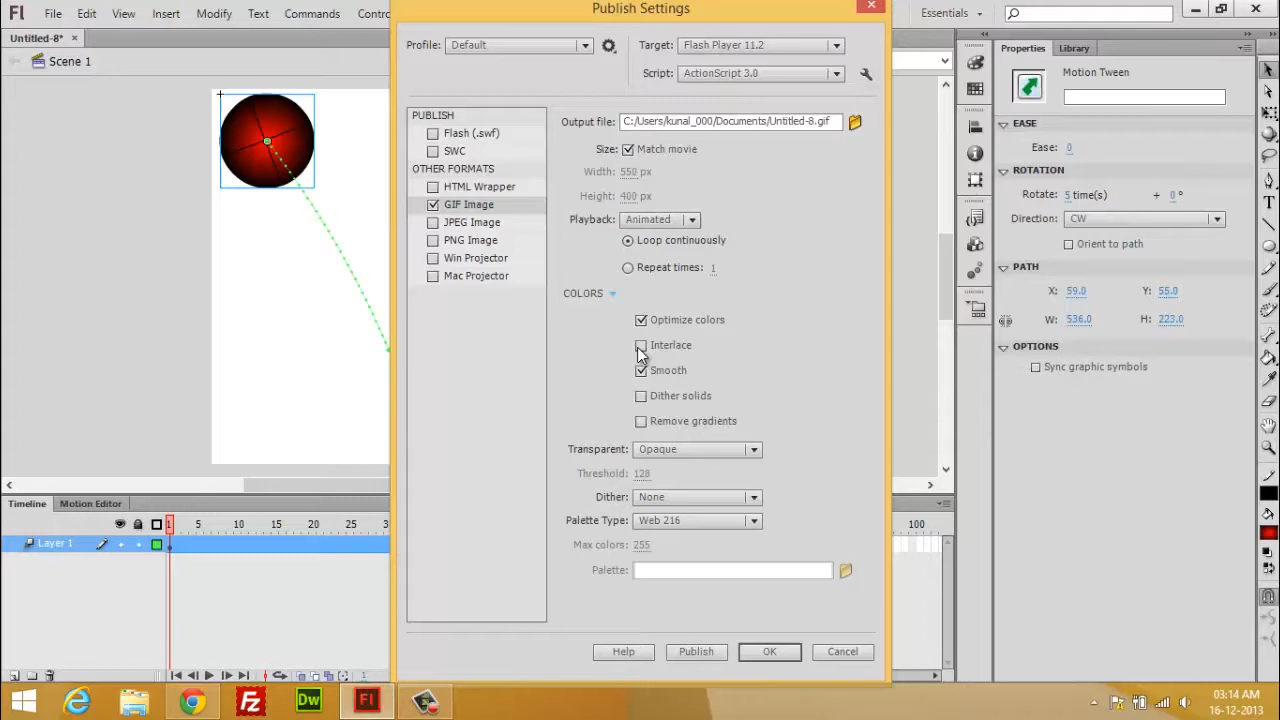 Fl File Edit View Insert Modify Text Commands Contro
Publish Settings
Essentials
Untitled-8*
Scene 1
Profile: Default
Target: Flash Player 11.2
Script: ActionScript 3.0
PUBLISH
Flash (.swf)
SWC
OTHER FORMATS
HTML Wrapper
GIF Image
JPEG Image
PNG Image
Win Projector
Mac Projector
Output file: C:/Users/kunal_000/Documents/Untitled-8.gif
Size: Match movie
Width: 550 px
Height: 400 px
Playback: Animated
Loop continuously
Repeat times: 1
COLORS
Optimize colors
Interlace
Smooth
Dither solids
Remove gradients
Transparent: Opaque
Threshold: 128
Dither: None
Palette Type: Web 216
Max colors: 255
Palette:
Help Publish OK Cancel
Properties Library
Motion Tween
EASE
Ease: 0
ROTATION
Rotate: 5 time(s) + 0 °
Direction: CW
Orient to path
PATH
X: 59.0 Y: 55.0
W: 536.0 H: 223.0
OPTIONS
Sync graphic symbols
Timeline Motion Editor
1 5 10 15 20 25 3
100
Layer 1
1
Fz Dw Fl
03:14 AM
16-12-2013